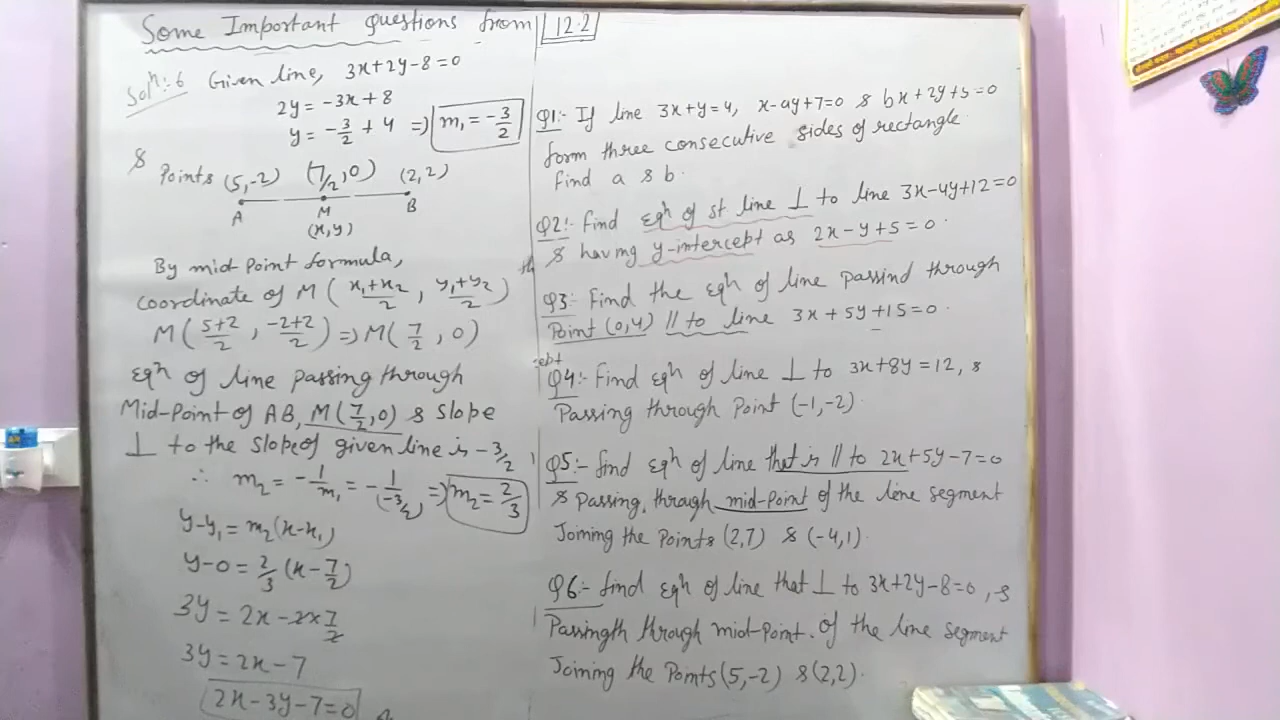 Some Important Questions from 12.2
Solⁿ:6 Given line, 3x+2y-8=0
2y = -3x+8
y = -3/2 + 4 => m₁ = -3/2
& Points (5,-2) (7/2,0) (2,2)
A M B
(x,y)
By mid-Point formula,
Coordinate of M ( x₁+x₂/2 , y₁+y₂/2 )
M ( 5+2/2 , -2+2/2 ) => M ( 7/2 , 0 )
Eqⁿ of line passing through
Mid-Point of AB, M(7/2,0) & slope
⊥ to the slope of given line is -3/2
∴ m₂ = -1/m₁ = -1/(-3/2) => m₂ = 2/3
y-y₁ = m₂(x-x₁)
y-0 = 2/3 (x-7/2)
3y = 2x-2×7/2
3y = 2x-7
2x-3y-7=0
Q1:- If line 3x+y=4, x-ay+7=0 & bx+2y+5=0
form three consecutive sides of rectangle.
find a & b.
Q2:- Find Eqⁿ of st line ⊥ to line 3x-4y+12=0
& having y-intercept as 2x-y+5=0.
Q3:- Find the Eqⁿ of line passind through
Point (0,4) // to line 3x+5y+15=0.
Q4:- Find Eqⁿ of line ⊥ to 3x+8y=12, &
Passing through Point (-1,-2).
Q5:- find Eqⁿ of line that is // to 2x+5y-7=0
& passing, through mid-point of the line segment
Joining the Points (2,7) & (-4,1).
Q6:- find Eqⁿ of line that ⊥ to 3x+2y-8=0, &
Passingth through mid-Point. of the line segment
Joining the Points (5,-2) & (2,2).